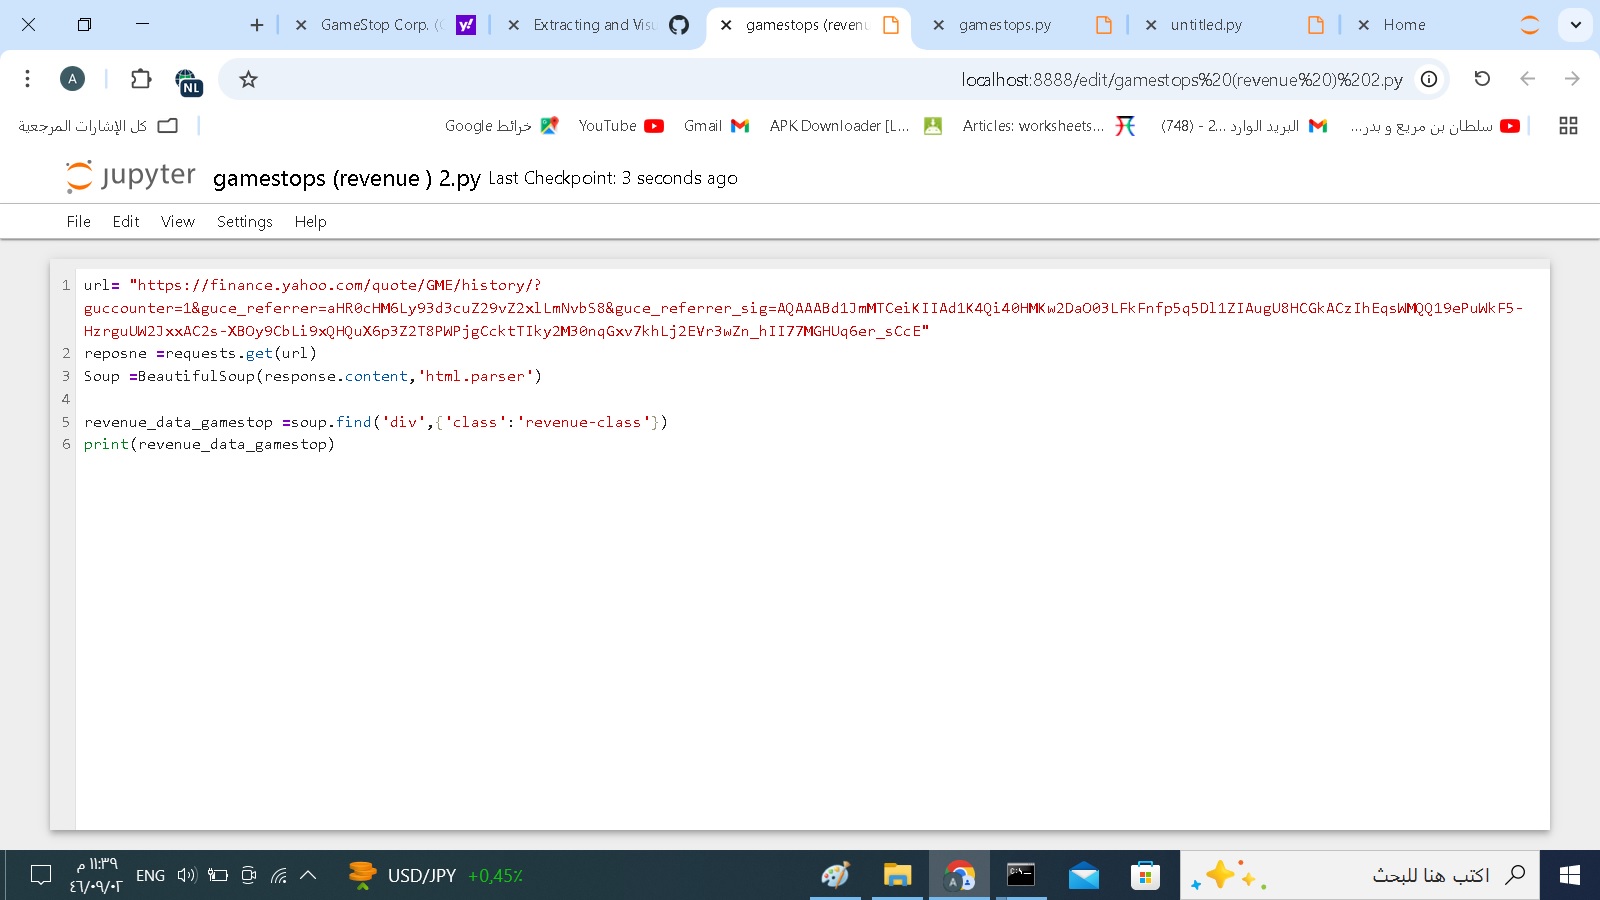 GameStop Corp. (G
Extracting and Visu
gamestops (revenu
gamestops.py
untitled.py
Home
A
NL
localhost:8888/edit/gamestops%20(revenue%20)%202.py
كل الإشارات المرجعية
خرائط Google
YouTube
Gmail
APK Downloader [L...
Articles: worksheets...
البريد الوارد ...2 - (748)
سلطان بن مريع و بدر...
jupyter gamestops (revenue ) 2.py Last Checkpoint: 3 seconds ago
File Edit View Settings Help
1 url= "https://finance.yahoo.com/quote/GME/history/?
guccounter=1&guce_referrer=aHR0cHM6Ly93d3cuZ29vZ2xlLmNvbS8&guce_referrer_sig=AQAAABd1JmMTCeiKIIAd1K4Qi40HMKw2DaO03LFkFnfp5q5Dl1ZIAugU8HCGkACzIhEqsWMQQ19ePuWkF5-
HzrguUW2JxxAC2s-XBOy9CbLi9xQHQuX6p3Z2T8PWPjgCcktTIky2M30nqGxv7khLj2EVr3wZn_hII77MGHUq6er_sCcE"
2 reposne =requests.get(url)
3 Soup =BeautifulSoup(response.content,'html.parser')
4
5 revenue_data_gamestop =soup.find('div',{'class':'revenue-class'})
6 print(revenue_data_gamestop)
١١:٣٩ م
٤٦/٠٩/٠٢
ENG
USD/JPY +0,45٪
اكتب هنا للبحث